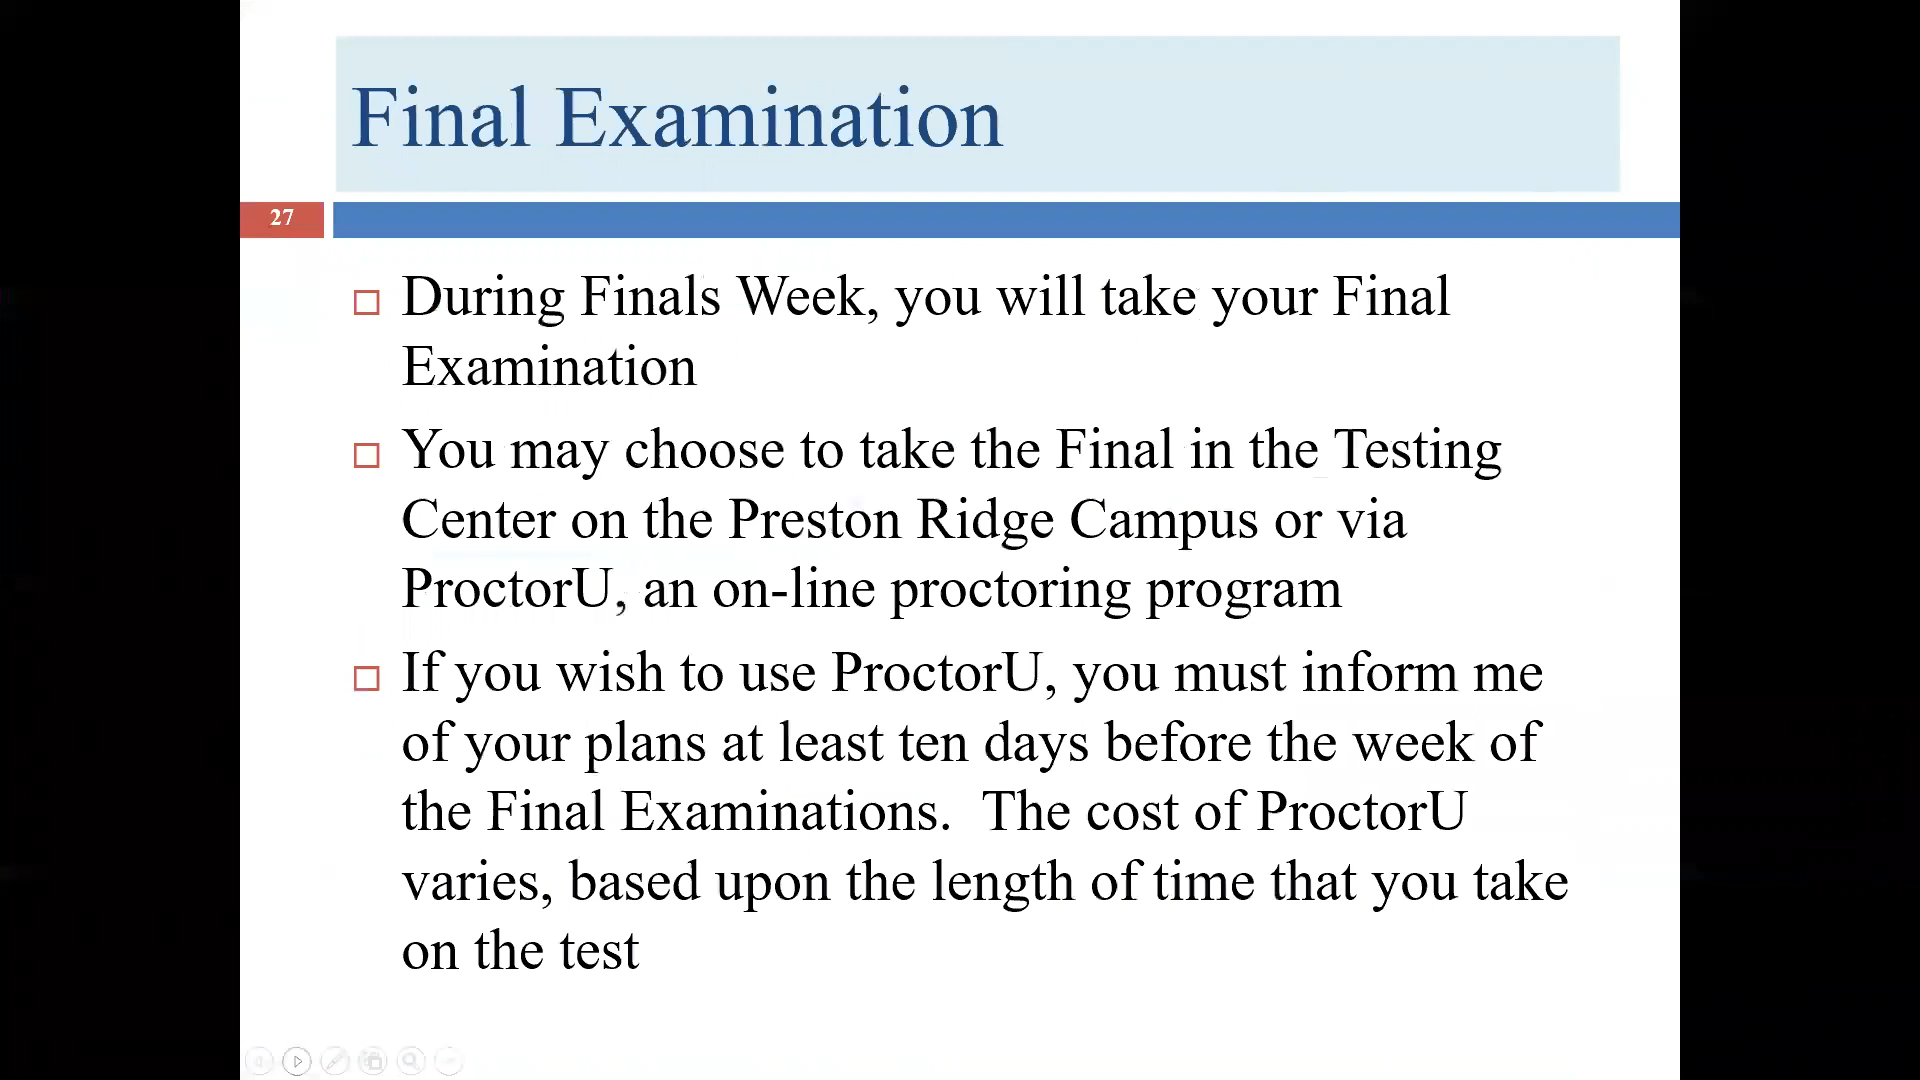 Final Examination
27
During Finals Week, you will take your Final
Examination
You may choose to take the Final in the Testing
Center on the Preston Ridge Campus or via
ProctorU, an on-line proctoring program
If you wish to use ProctorU, you must inform me
of your plans at least ten days before the week of
the Final Examinations.  The cost of ProctorU
varies, based upon the length of time that you take
on the test